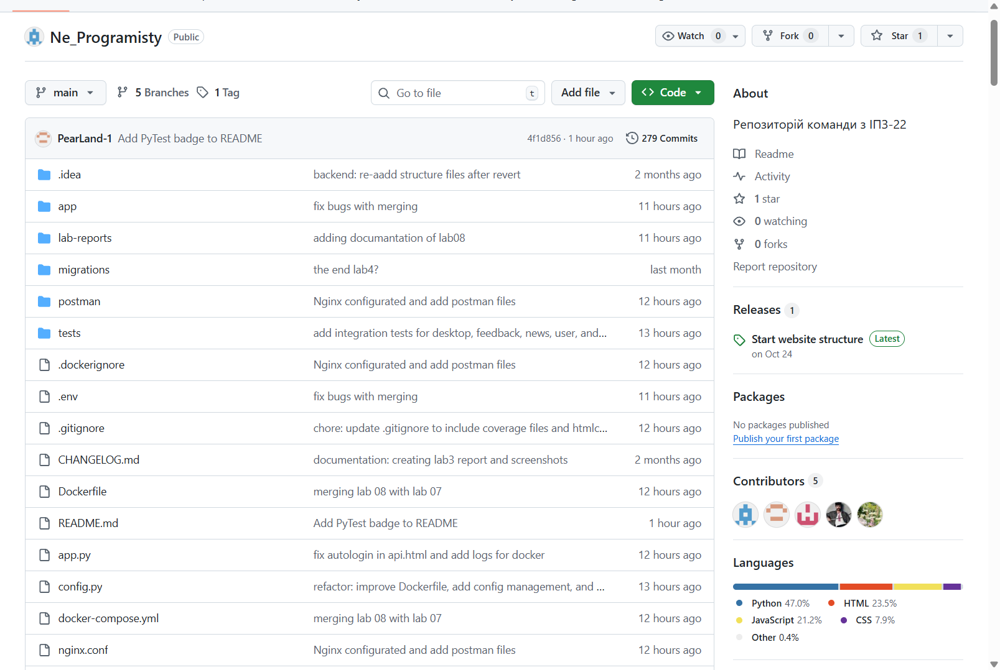 Ne_Programisty Public
Watch 0
Fork 0
Star 1
main
5 Branches
1 Tag
Go to file
t
Add file
Code
PearLand-1 Add PyTest badge to README
4f1d856 · 1 hour ago
279 Commits
.idea backend: re-aadd structure files after revert 2 months ago
app fix bugs with merging 11 hours ago
lab-reports adding documantation of lab08 11 hours ago
migrations the end lab4? last month
postman Nginx configurated and add postman files 12 hours ago
tests add integration tests for desktop, feedback, news, user, and... 13 hours ago
.dockerignore Nginx configurated and add postman files 12 hours ago
.env fix bugs with merging 11 hours ago
.gitignore chore: update .gitignore to include coverage files and htmlc... 12 hours ago
CHANGELOG.md documentation: creating lab3 report and screenshots 2 months ago
Dockerfile merging lab 08 with lab 07 12 hours ago
README.md Add PyTest badge to README 1 hour ago
app.py fix autologin in api.html and add logs for docker 12 hours ago
config.py refactor: improve Dockerfile, add config management, and ... 13 hours ago
docker-compose.yml merging lab 08 with lab 07 12 hours ago
nginx.conf Nginx configurated and add postman files 12 hours ago
About
Репозиторій команди з ІПЗ-22
Readme
Activity
1 star
0 watching
0 forks
Report repository
Releases 1
Start website structure Latest
on Oct 24
Packages
No packages published
Publish your first package
Contributors 5
Languages
Python 47.0% HTML 23.5%
JavaScript 21.2% CSS 7.9%
Other 0.4%